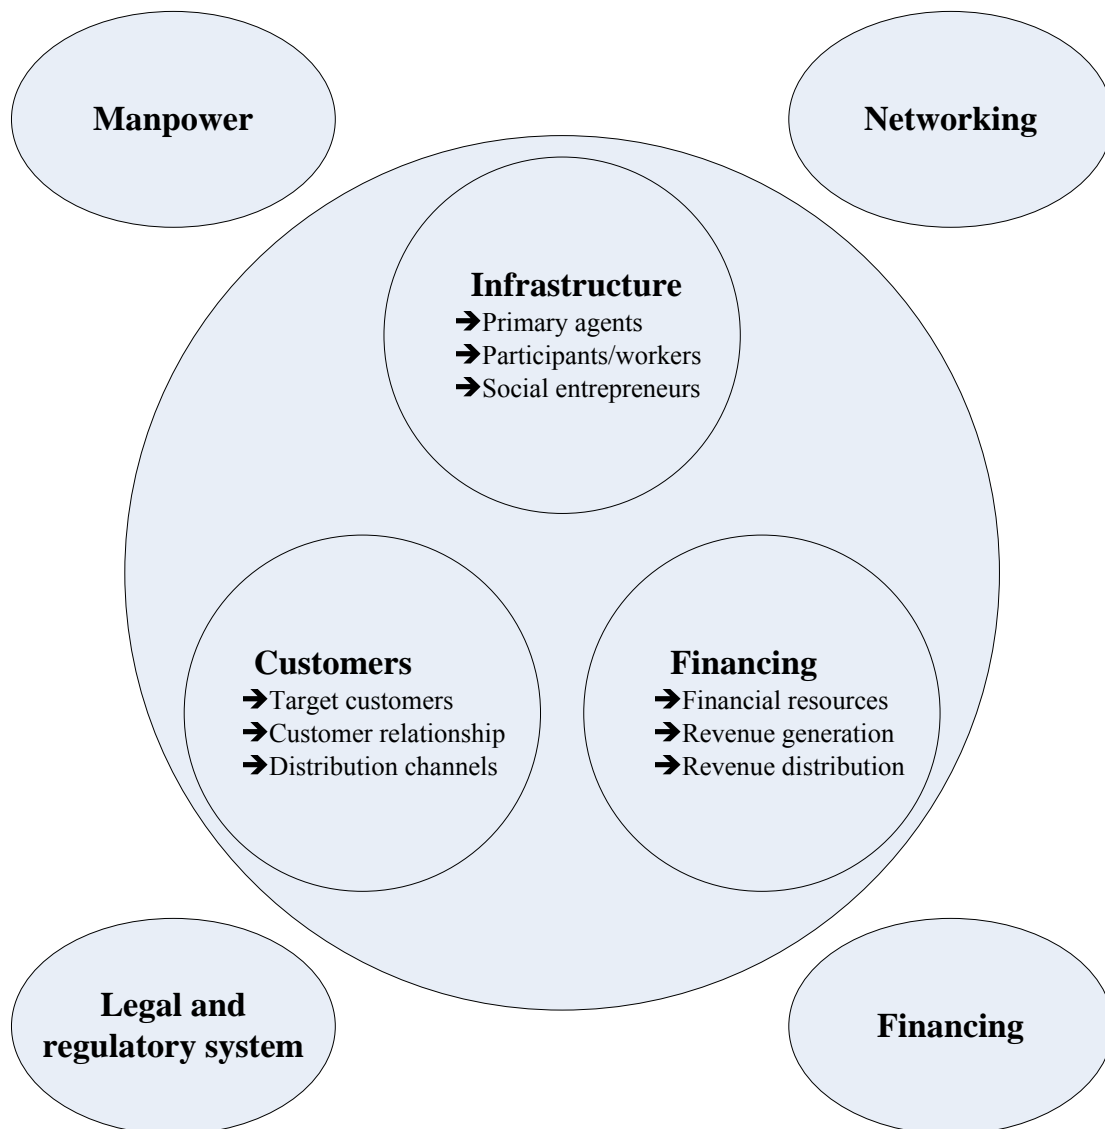 Manpower
Networking
Infrastructure
➔Primary agents
➔Participants/workers
➔Social entrepreneurs
Customers
➔Target customers
➔Customer relationship
➔Distribution channels
Financing
➔Financial resources
➔Revenue generation
➔Revenue distribution
Legal and
regulatory system
Financing